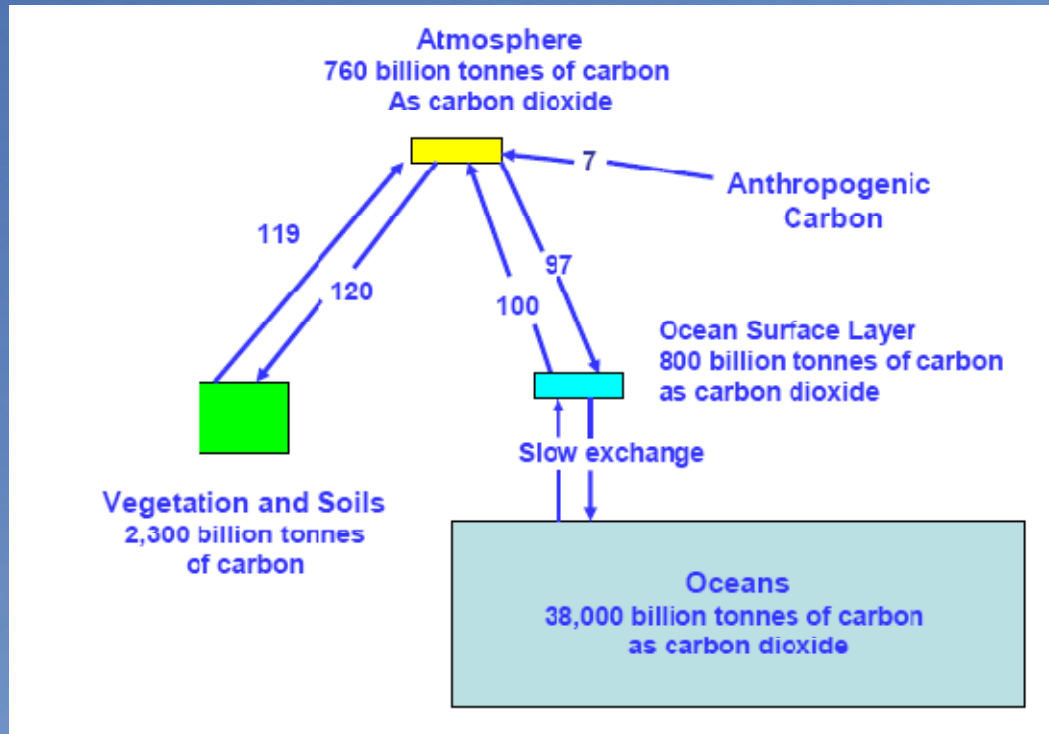 Atmosphere
760 billion tonnes of carbon
As carbon dioxide
7
Anthropogenic
Carbon
119
120
97
100
Ocean Surface Layer
800 billion tonnes of carbon
as carbon dioxide
Slow exchange
Vegetation and Soils
2,300 billion tonnes
of carbon
Oceans
38,000 billion tonnes of carbon
as carbon dioxide